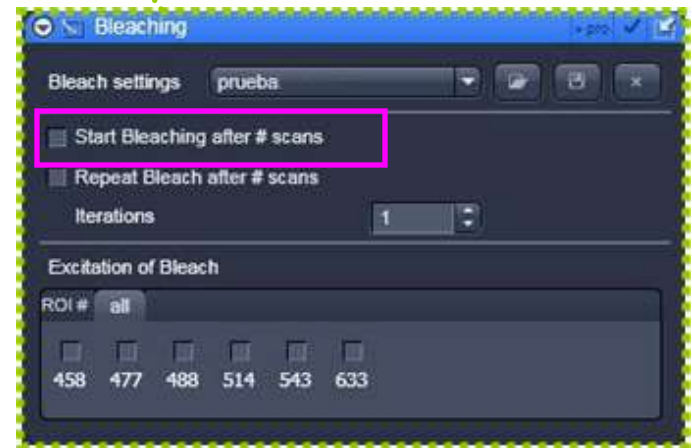 Bleaching
pro
Bleach settings prueba
Start Bleaching after # scans
Repeat Bleach after # scans
Iterations 1
Excitation of Bleach
ROI # all
458 477 488 514 543 633